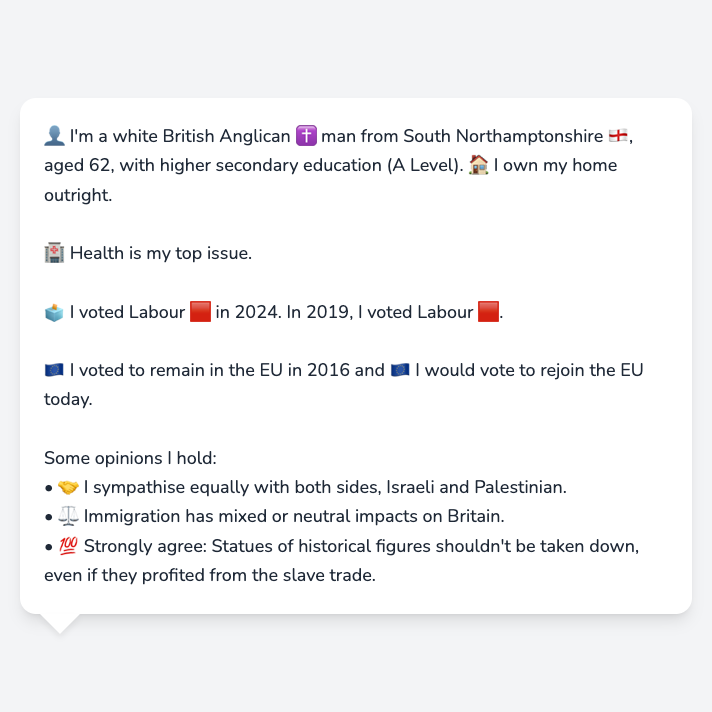 👤 I'm a white British Anglican ✝️ man from South Northamptonshire 🏴󠁧󠁢󠁥󠁮󠁧󠁿,
aged 62, with higher secondary education (A Level). 🏠 I own my home
outright.
🏥 Health is my top issue.
🗳️ I voted Labour 🟥 in 2024. In 2019, I voted Labour 🟥.
🇪🇺 I voted to remain in the EU in 2016 and 🇪🇺 I would vote to rejoin the EU
today.
Some opinions I hold:
• 🤝 I sympathise equally with both sides, Israeli and Palestinian.
• ⚖️ Immigration has mixed or neutral impacts on Britain.
• 💯 Strongly agree: Statues of historical figures shouldn't be taken down,
even if they profited from the slave trade.